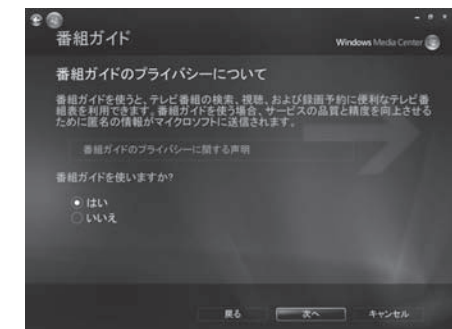 番組ガイド
Windows Media Center
番組ガイドのプライバシーについて
番組ガイドを使うと、テレビ番組の検索、視聴、および録画予約に便利なテレビ番
組表を利用できます。番組ガイドを使う場合、サービスの品質と精度を向上させる
ために匿名の情報がマイクロソフトに送信されます。
番組ガイドのプライバシーに関する声明
番組ガイドを使いますか?
はい
いいえ
戻る 次へ キャンセル